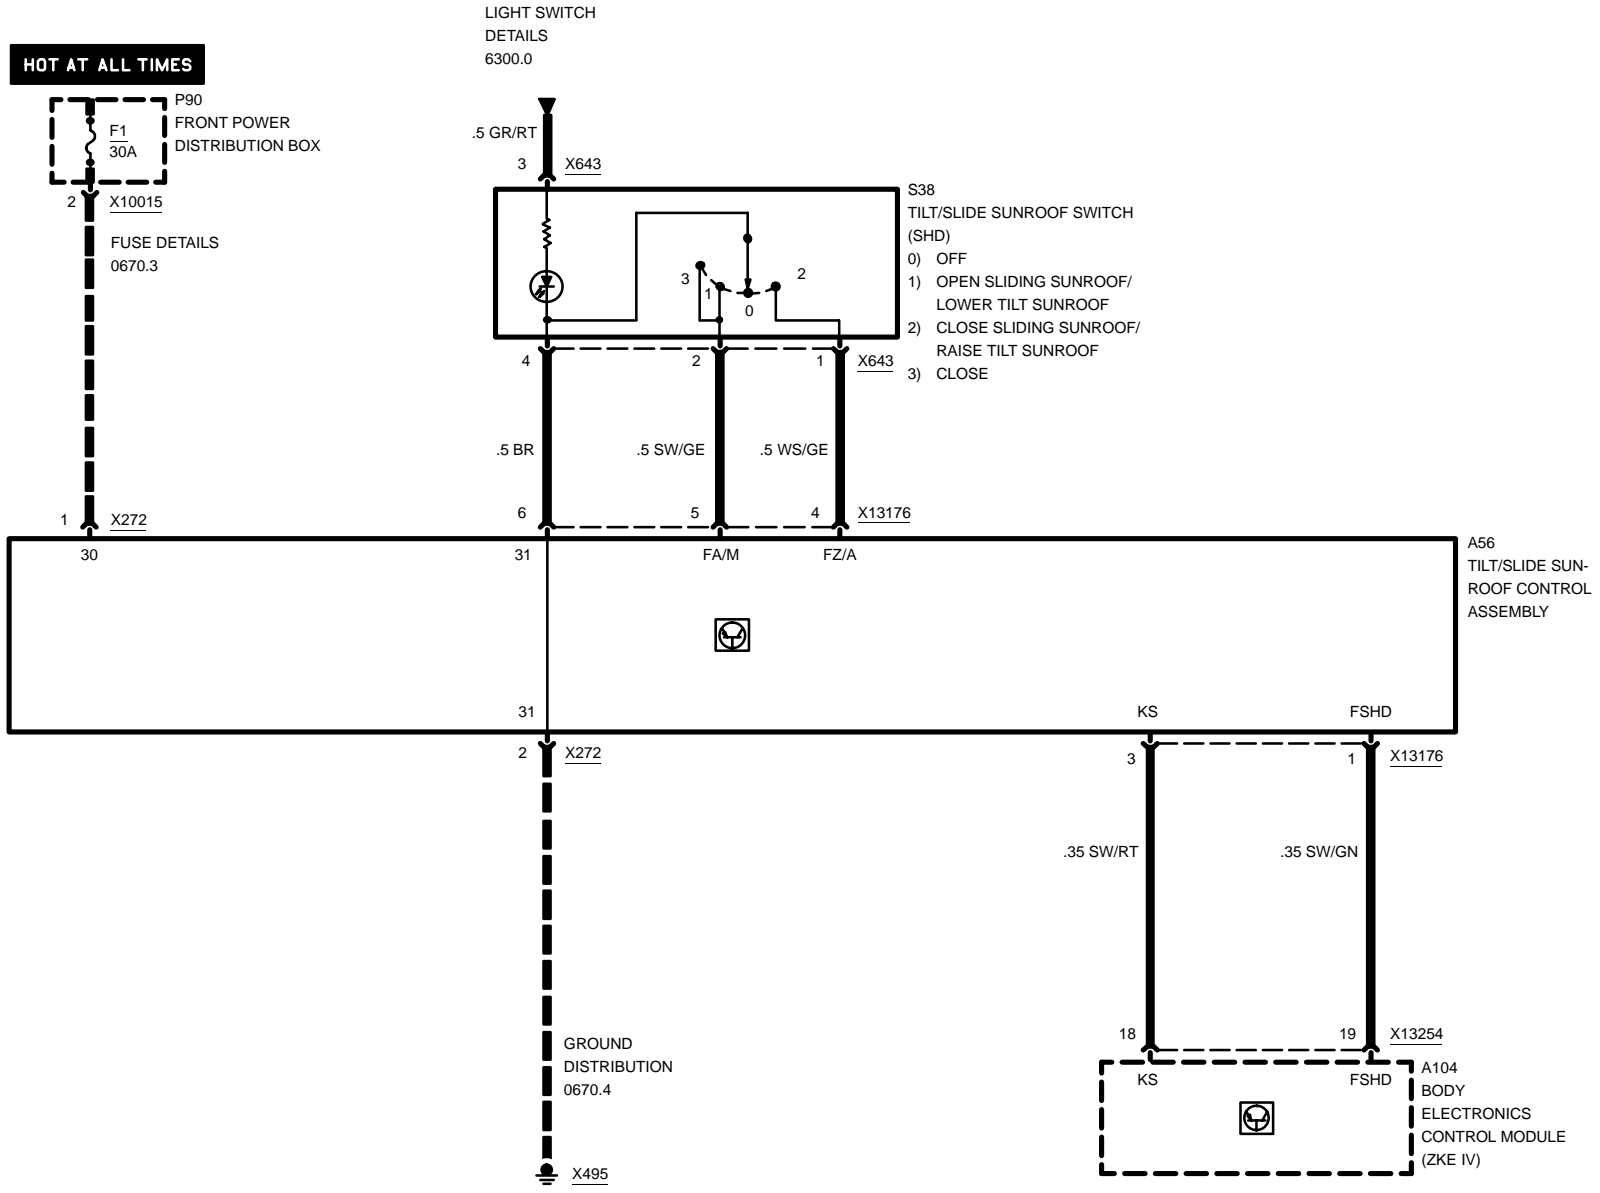 LIGHT SWITCH
DETAILS
6300.0
HOT AT ALL TIMES
P90
FRONT POWER
DISTRIBUTION BOX
F1
30A
2 X10015
FUSE DETAILS
0670.3
.5 GR/RT
3 X643
S38
TILT/SLIDE SUNROOF SWITCH
(SHD)
0) OFF
1) OPEN SLIDING SUNROOF/
LOWER TILT SUNROOF
2) CLOSE SLIDING SUNROOF/
RAISE TILT SUNROOF
3) CLOSE
3
1
0
2
4 2 1 X643
.5 BR .5 SW/GE .5 WS/GE
1 X272
6 5 4 X13176
30 31 FA/M FZ/A
A56
TILT/SLIDE SUN-
ROOF CONTROL
ASSEMBLY
31 KS FSHD
2 X272
3 1 X13176
.35 SW/RT .35 SW/GN
GROUND
DISTRIBUTION
0670.4
X495
18 19 X13254
KS FSHD
A104
BODY
ELECTRONICS
CONTROL MODULE
(ZKE IV)